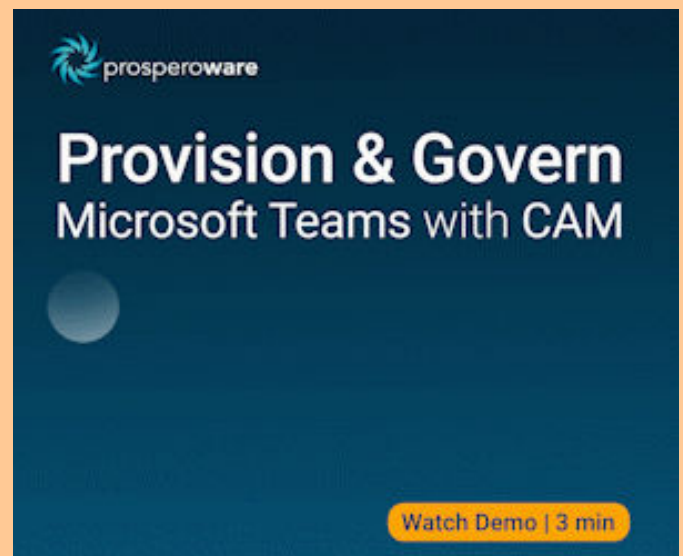 prosperoware
Provision & Govern
Microsoft Teams with CAM
Watch Demo | 3 min